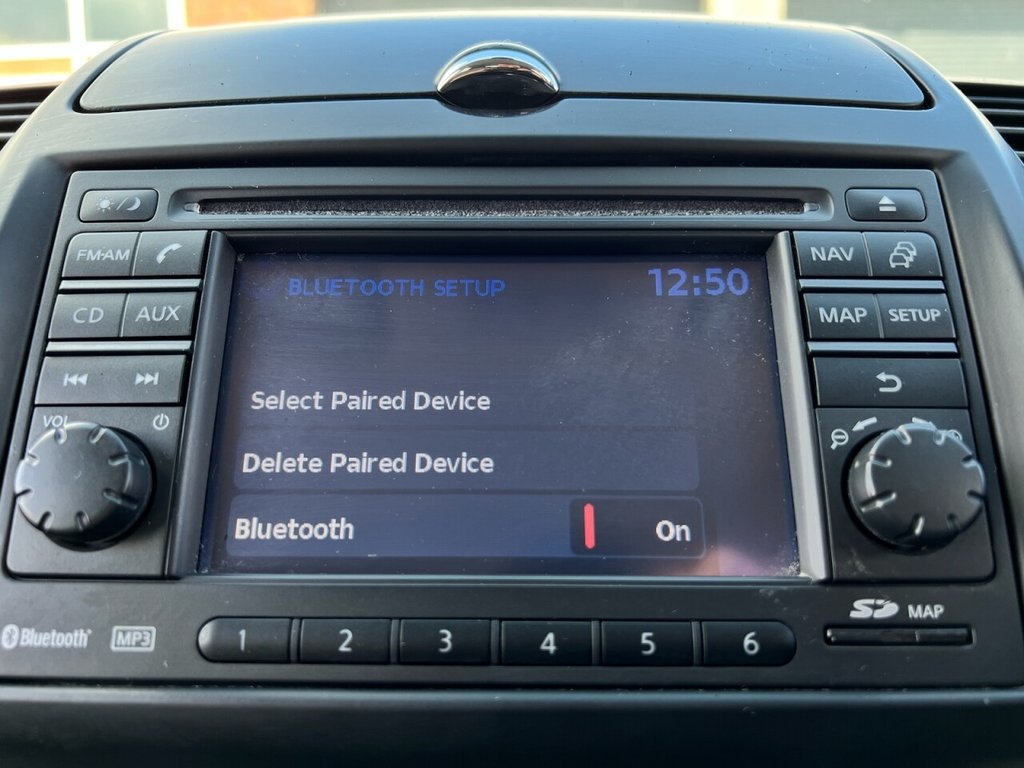 FM·AM
CD
AUX
VOL
BLUETOOTH SETUP
12:50
Select Paired Device
Delete Paired Device
Bluetooth
On
NAV
MAP
SETUP
Bluetooth
MP3
1
2
3
4
5
6
SD
MAP